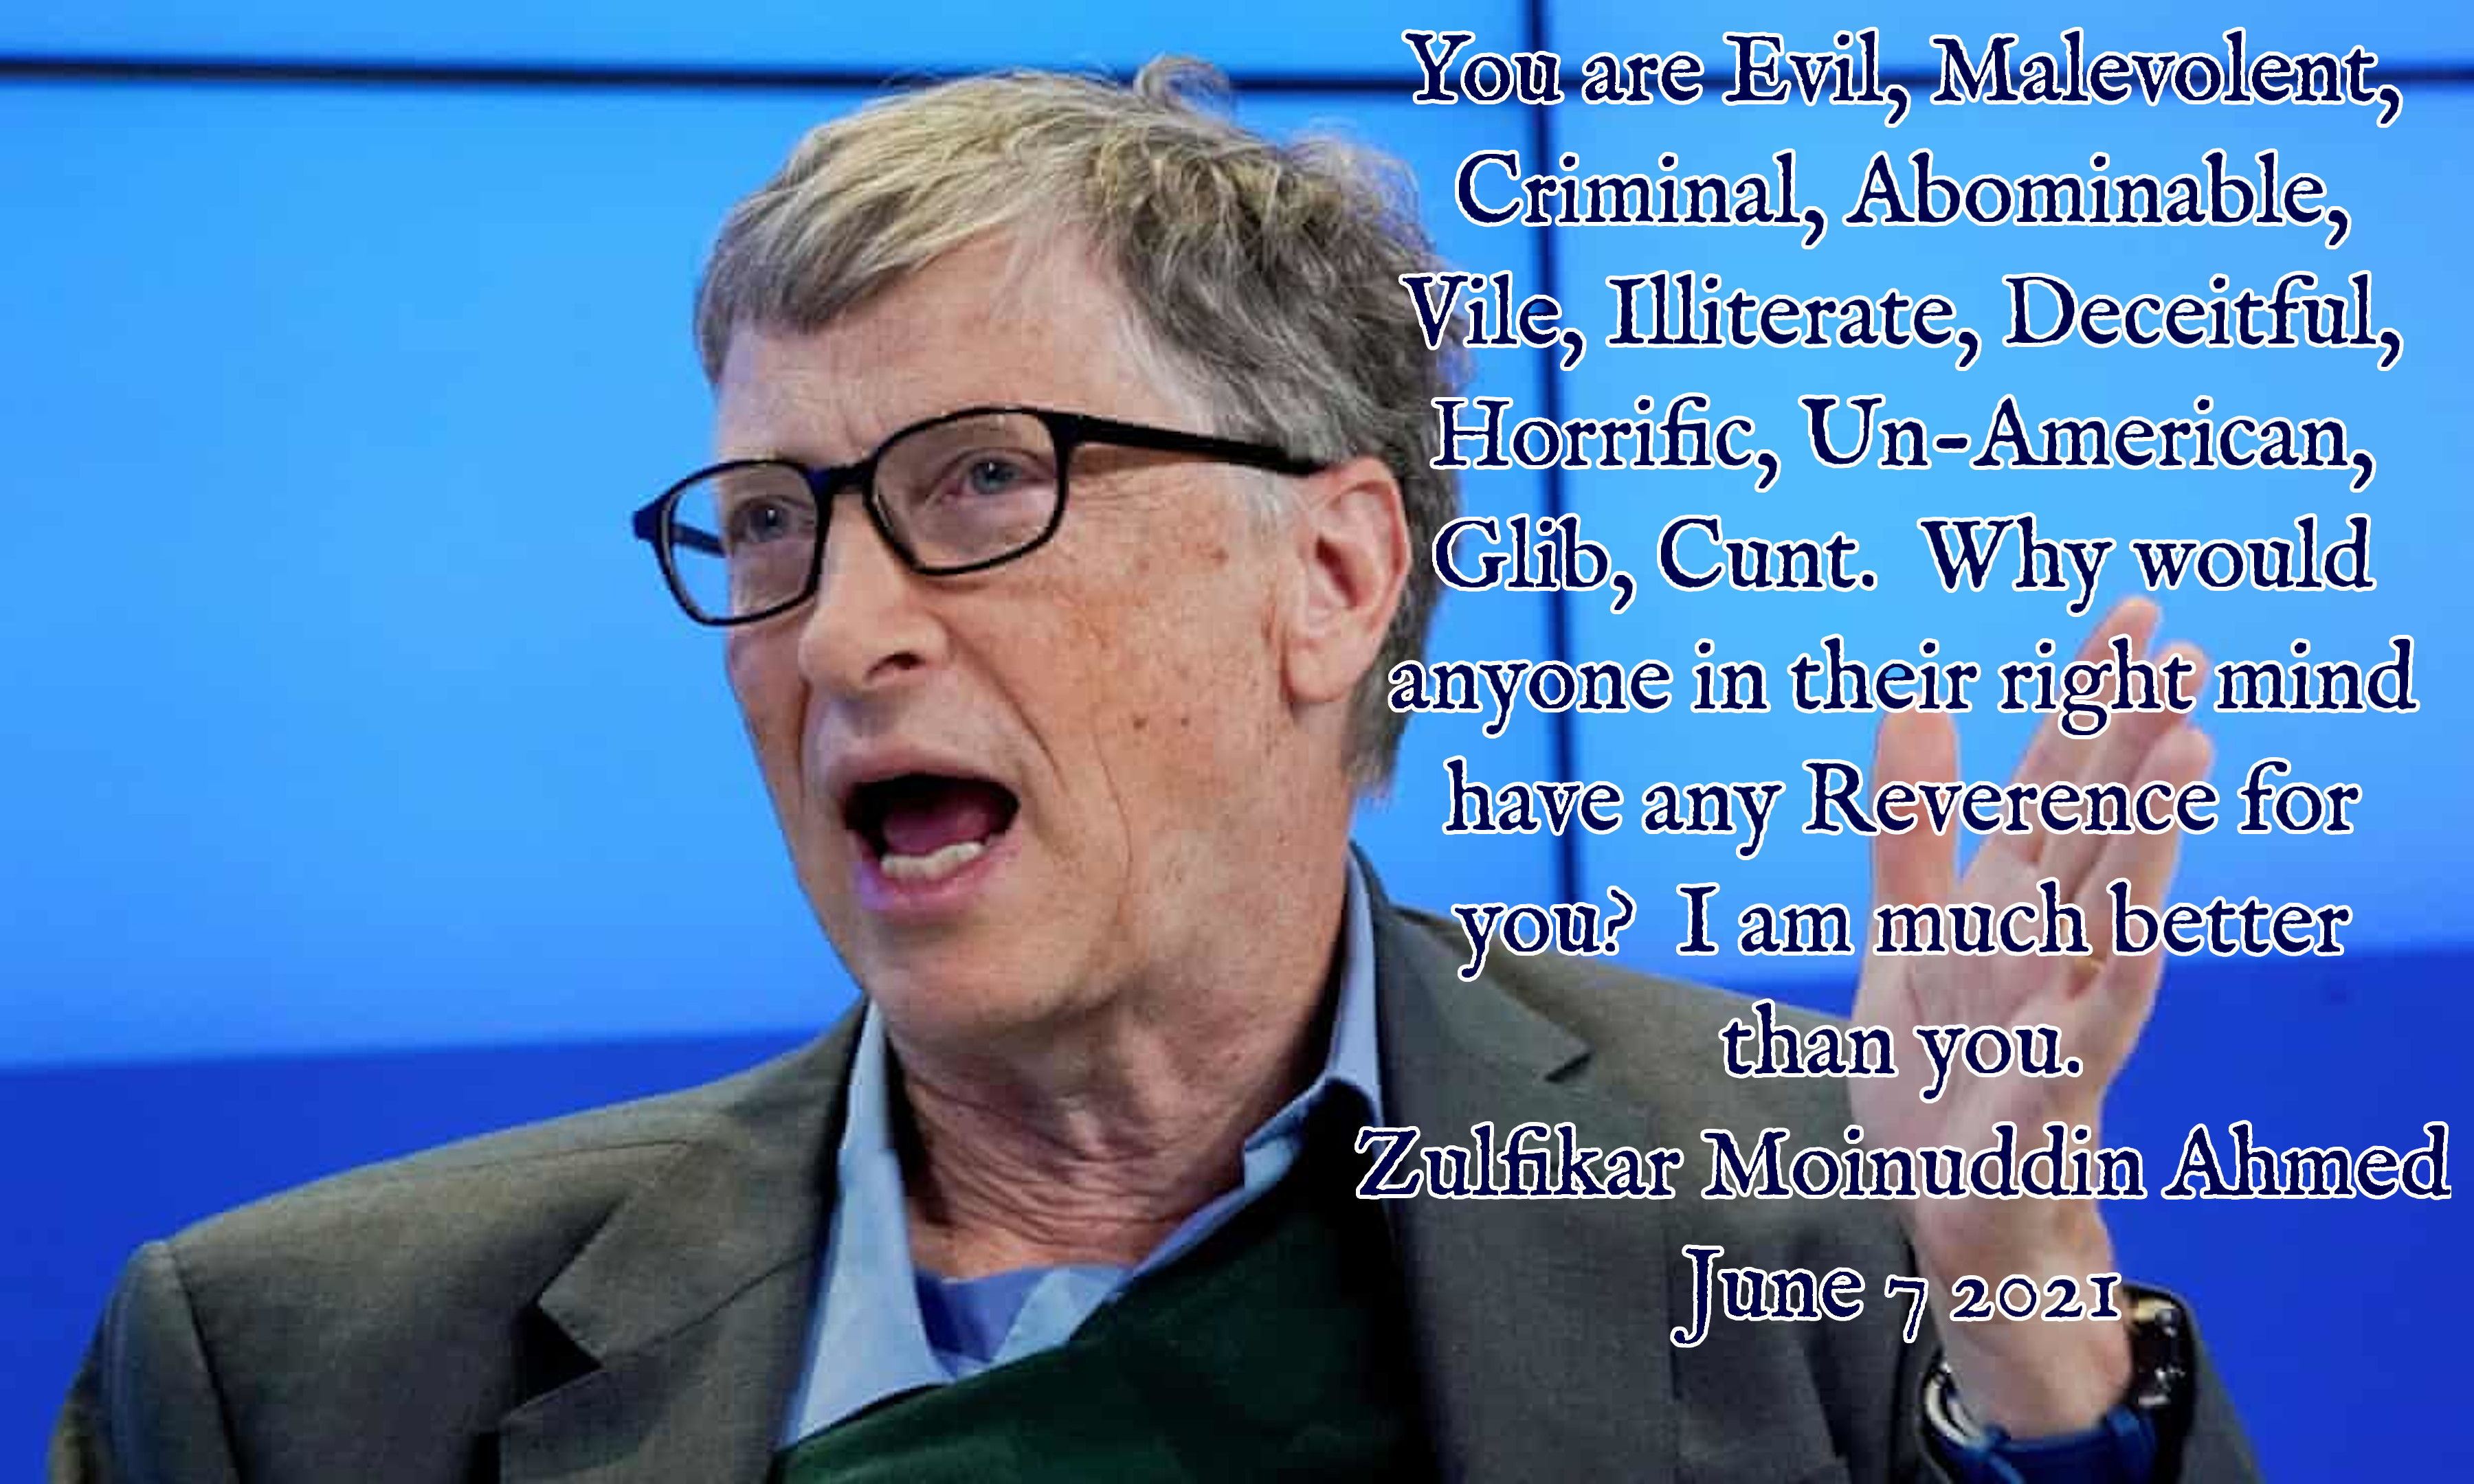 You are Evil, Malevolent,
Criminal, Abominable,
Vile, Illiterate, Deceitful,
Horrific, Un-American,
Glib, Cunt.  Why would
anyone in their right mind
have any Reverence for
you?  I am much better
than you.
Zulfikar Moinuddin Ahmed
June 7 2021